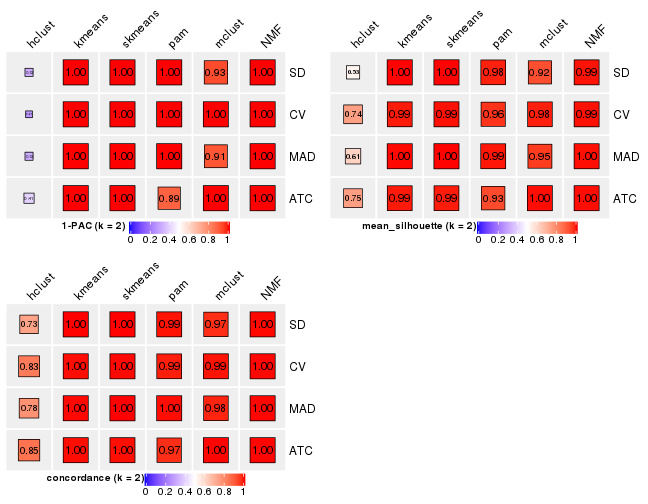 hclust kmeans skmeans pam mclust NMF
1.00 1.00 1.00 0.93 1.00 SD
1.00 1.00 1.00 1.00 1.00 CV
1.00 1.00 1.00 0.91 1.00 MAD
1.00 1.00 0.89 1.00 1.00 ATC
1-PAC (k = 2)
0 0.2 0.4 0.6 0.8 1
hclust kmeans skmeans pam mclust NMF
1.00 1.00 0.98 0.92 0.99 SD
0.74 0.99 0.99 0.96 0.98 0.99 CV
0.61 1.00 1.00 0.99 0.95 1.00 MAD
0.75 0.99 0.99 0.93 1.00 1.00 ATC
mean_silhouette (k = 2)
0 0.2 0.4 0.6 0.8 1
hclust kmeans skmeans pam mclust NMF
0.73 1.00 1.00 0.99 0.97 1.00 SD
0.83 1.00 1.00 0.99 0.99 1.00 CV
0.78 1.00 1.00 1.00 0.98 1.00 MAD
0.85 1.00 1.00 0.97 1.00 1.00 ATC
concordance (k = 2)
0 0.2 0.4 0.6 0.8 1